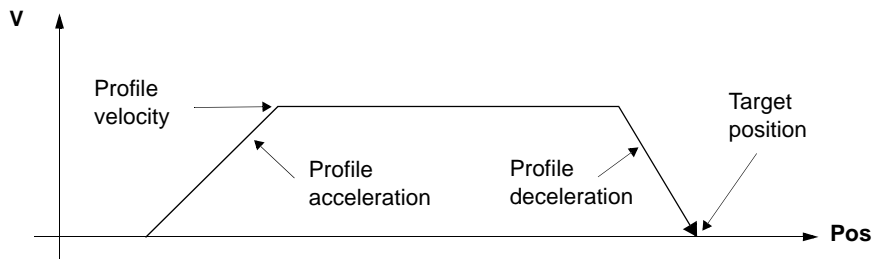 V
Profile
velocity
Target
position
Profile
acceleration
Profile
deceleration
Pos